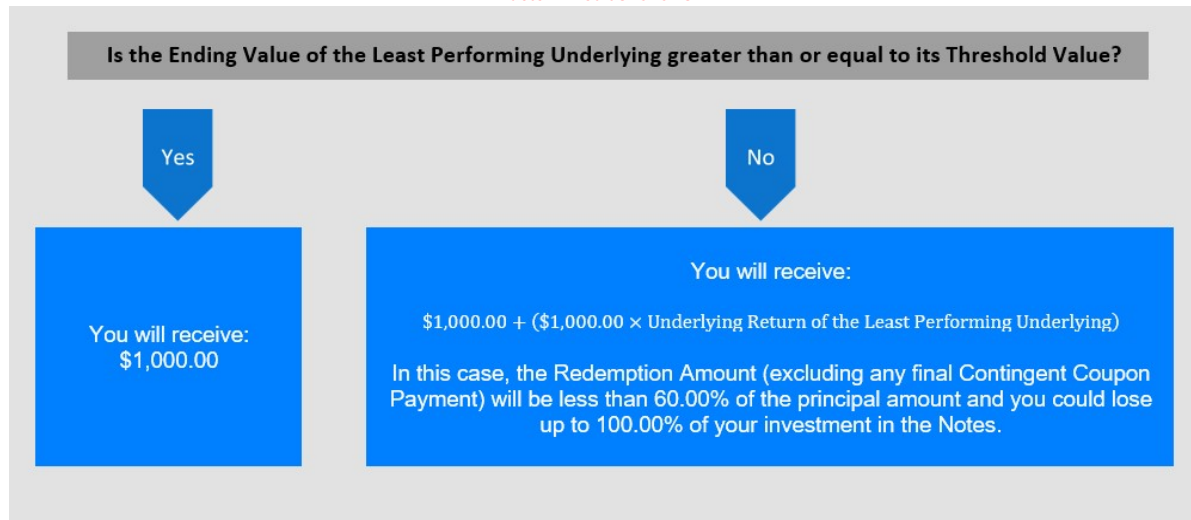 Is the Ending Value of the Least Performing Underlying greater than or equal to its Threshold Value?
Yes
No
You will receive:
$1,000.00
You will receive:
$1,000.00 + ($1,000.00 × Underlying Return of the Least Performing Underlying)
In this case, the Redemption Amount (excluding any final Contingent Coupon
Payment) will be less than 60.00% of the principal amount and you could lose
up to 100.00% of your investment in the Notes.